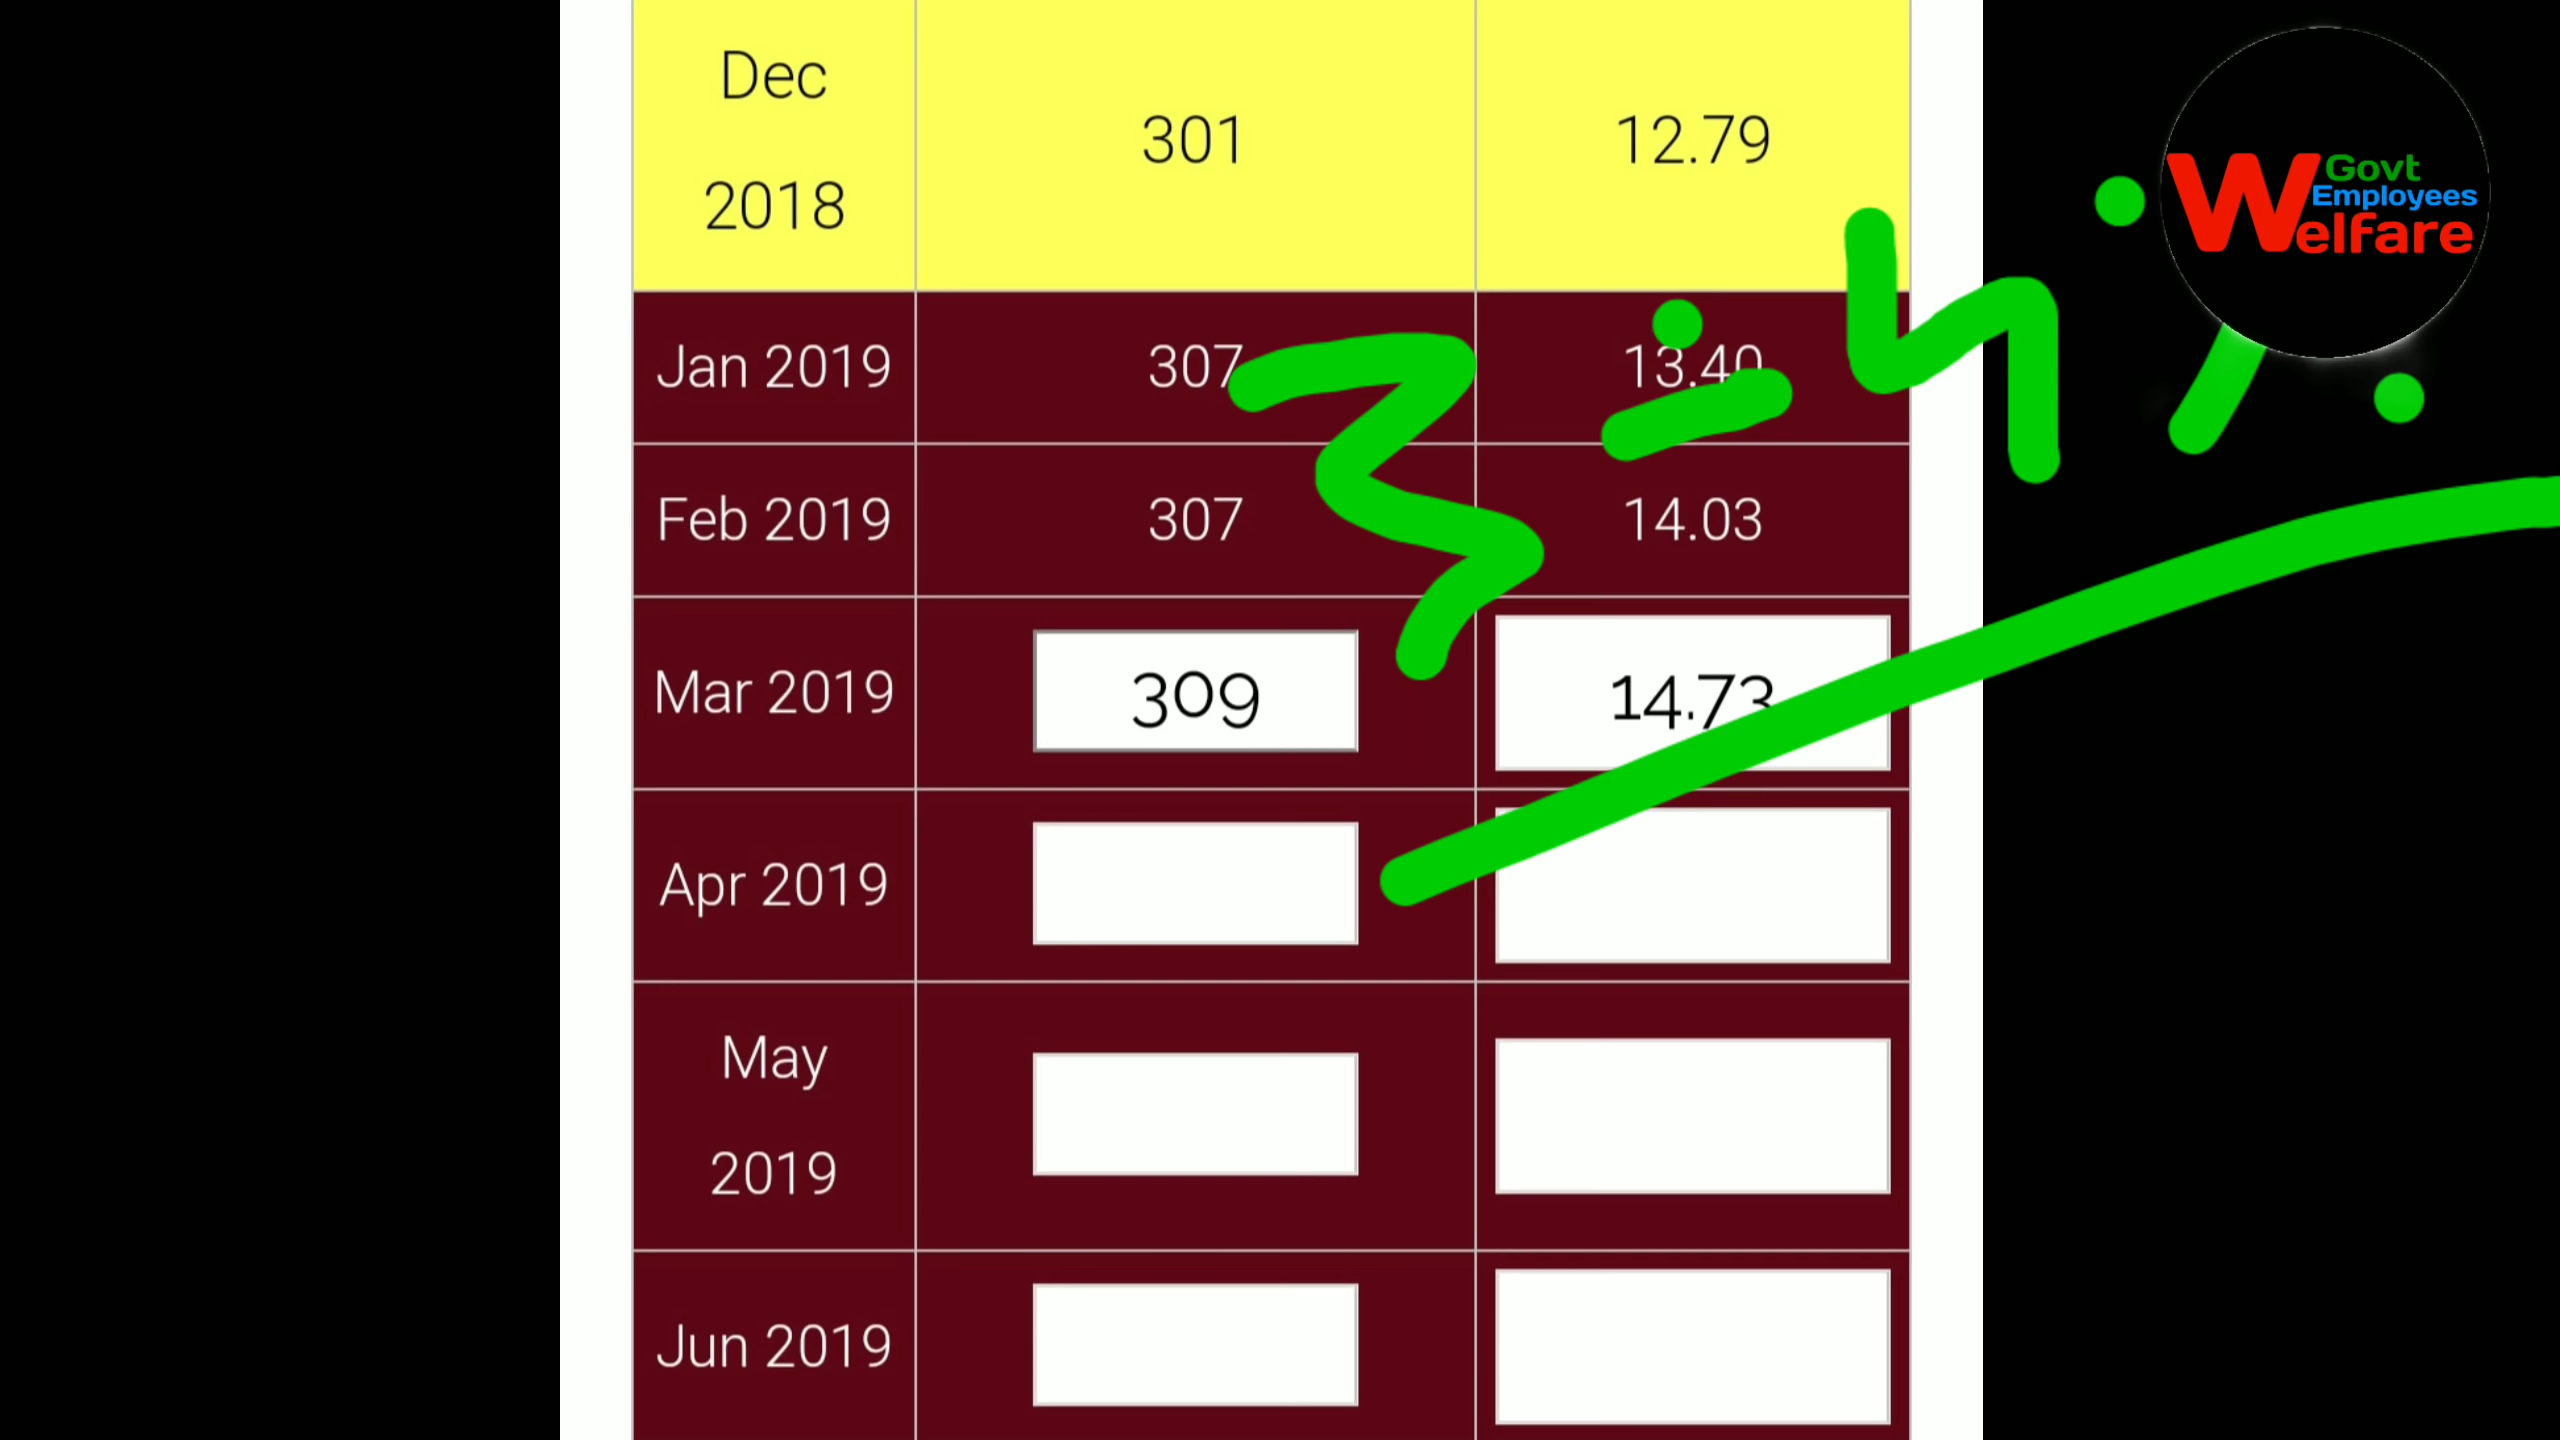 Dec
2018
301
12.79
Jan 2019
307
13.40
Feb 2019
307
14.03
Mar 2019
309
14.73
Apr 2019
May
2019
Jun 2019
Govt
Employees
Welfare